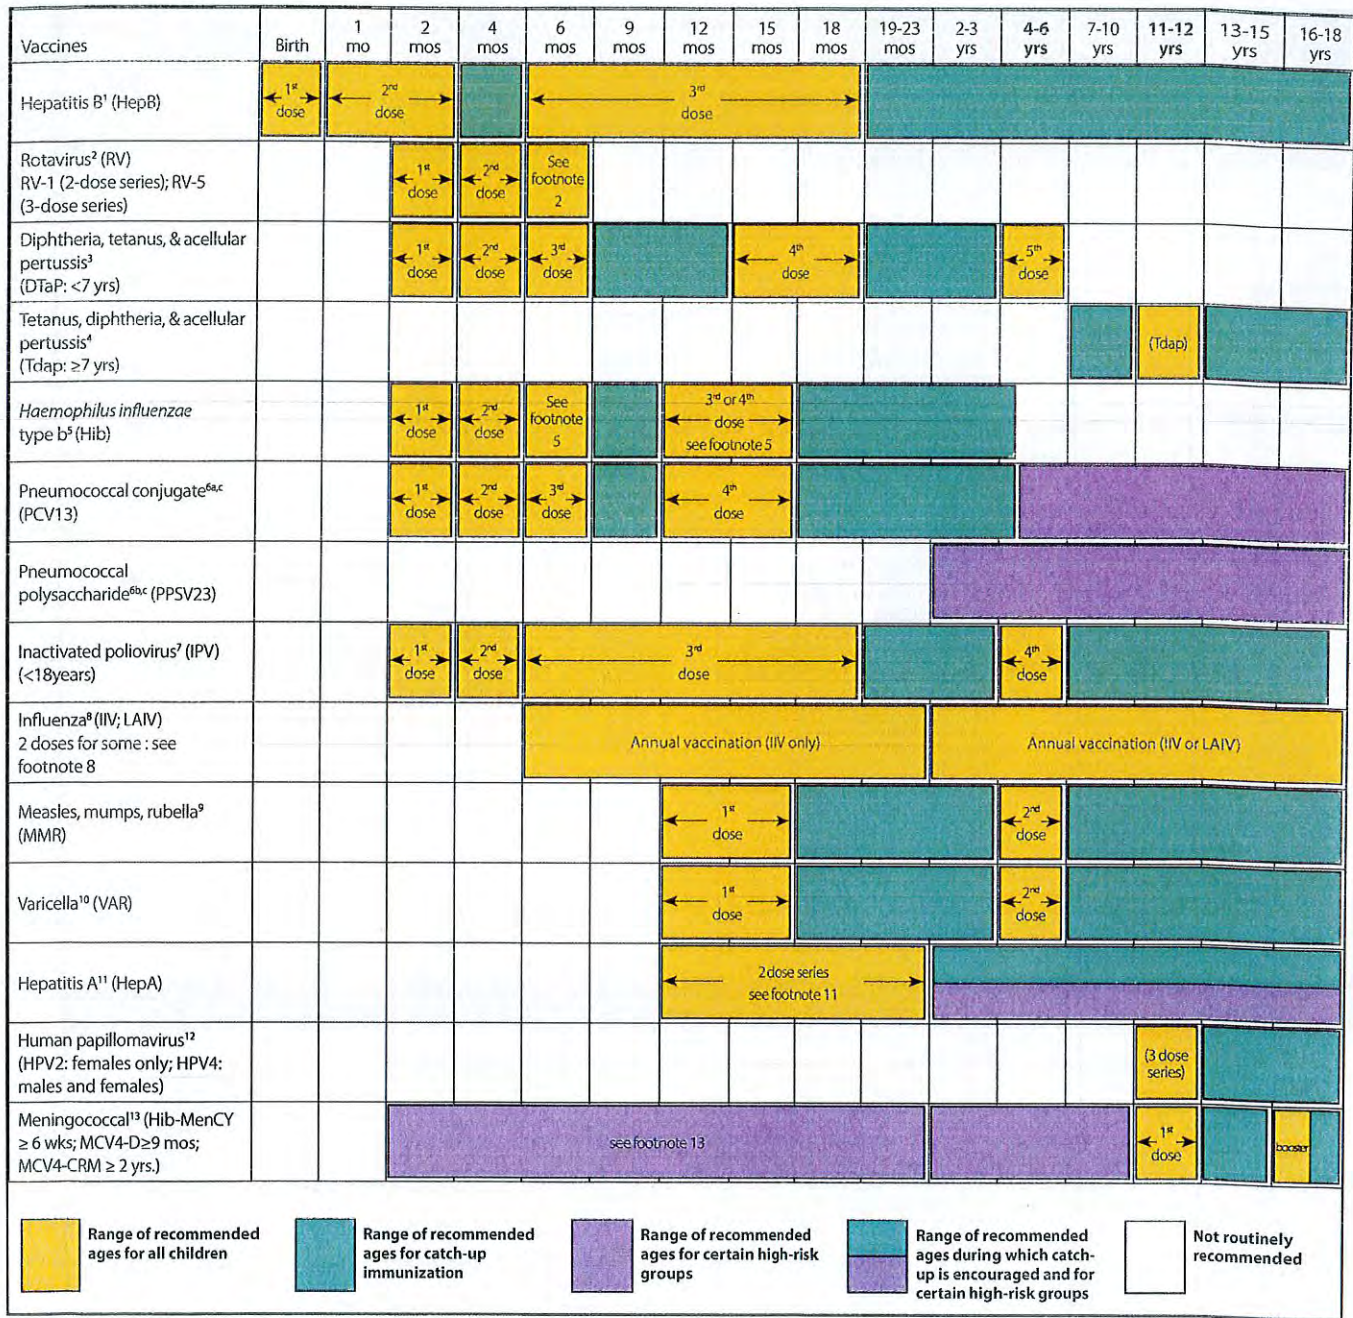 Vaccines Birth 1 mo 2 mos 4 mos 6 mos 9 mos 12 mos 15 mos 18 mos 19-23 mos 2-3 yrs 4-6 yrs 7-10 yrs 11-12 yrs 13-15 yrs 16-18 yrs
Hepatitis B¹ (HepB)
1ˢᵗ dose
2ⁿᵈ dose
3ʳᵈ dose
Rotavirus² (RV)
RV-1 (2-dose series); RV-5
(3-dose series)
1ˢᵗ dose
2ⁿᵈ dose
See footnote 2
Diphtheria, tetanus, & acellular
pertussis³
(DTaP: <7 yrs)
1ˢᵗ dose
2ⁿᵈ dose
3ʳᵈ dose
4ᵗʰ dose
5ᵗʰ dose
Tetanus, diphtheria, & acellular
pertussis⁴
(Tdap: ≥7 yrs)
(Tdap)
Haemophilus influenzae
type b⁵ (Hib)
1ˢᵗ dose
2ⁿᵈ dose
See footnote 5
3ʳᵈ or 4ᵗʰ dose
see footnote 5
Pneumococcal conjugate⁶ᵃ,ᶜ
(PCV13)
1ˢᵗ dose
2ⁿᵈ dose
3ʳᵈ dose
4ᵗʰ dose
Pneumococcal
polysaccharide⁶ᵇ,ᶜ (PPSV23)
Inactivated poliovirus⁷ (IPV)
(<18years)
1ˢᵗ dose
2ⁿᵈ dose
3ʳᵈ dose
4ᵗʰ dose
Influenza⁸ (IIV; LAIV)
2 doses for some : see
footnote 8
Annual vaccination (IIV only)
Annual vaccination (IIV or LAIV)
Measles, mumps, rubella⁹
(MMR)
1ˢᵗ dose
2ⁿᵈ dose
Varicella¹⁰ (VAR)
1ˢᵗ dose
2ⁿᵈ dose
Hepatitis A¹¹ (HepA)
2 dose series
see footnote 11
Human papillomavirus¹²
(HPV2: females only; HPV4:
males and females)
(3 dose series)
Meningococcal¹³ (Hib-MenCY
≥ 6 wks; MCV4-D≥9 mos;
MCV4-CRM ≥ 2 yrs.)
see footnote 13
1ˢᵗ dose
booster
Range of recommended
ages for all children
Range of recommended
ages for catch-up
immunization
Range of recommended
ages for certain high-risk
groups
Range of recommended
ages during which catch-
up is encouraged and for
certain high-risk groups
Not routinely
recommended